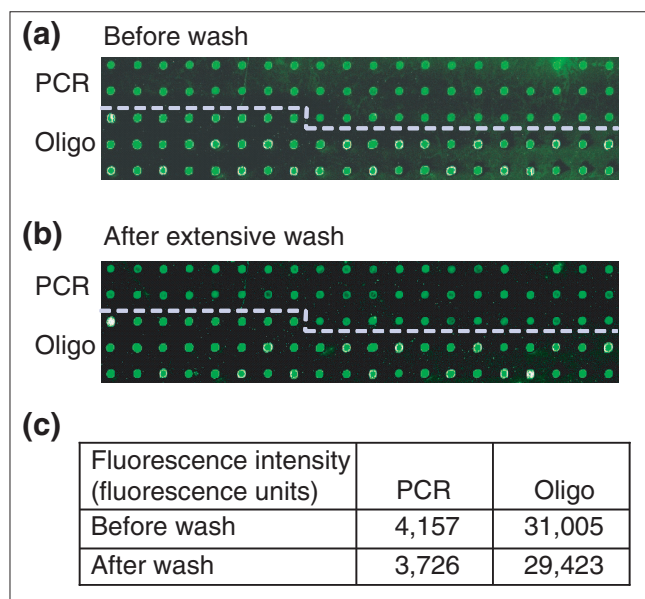 (a) Before wash
PCR
Oligo
(b) After extensive wash
PCR
Oligo
(c)
Fluorescence intensity
(fluorescence units) PCR Oligo
Before wash 4,157 31,005
After wash 3,726 29,423